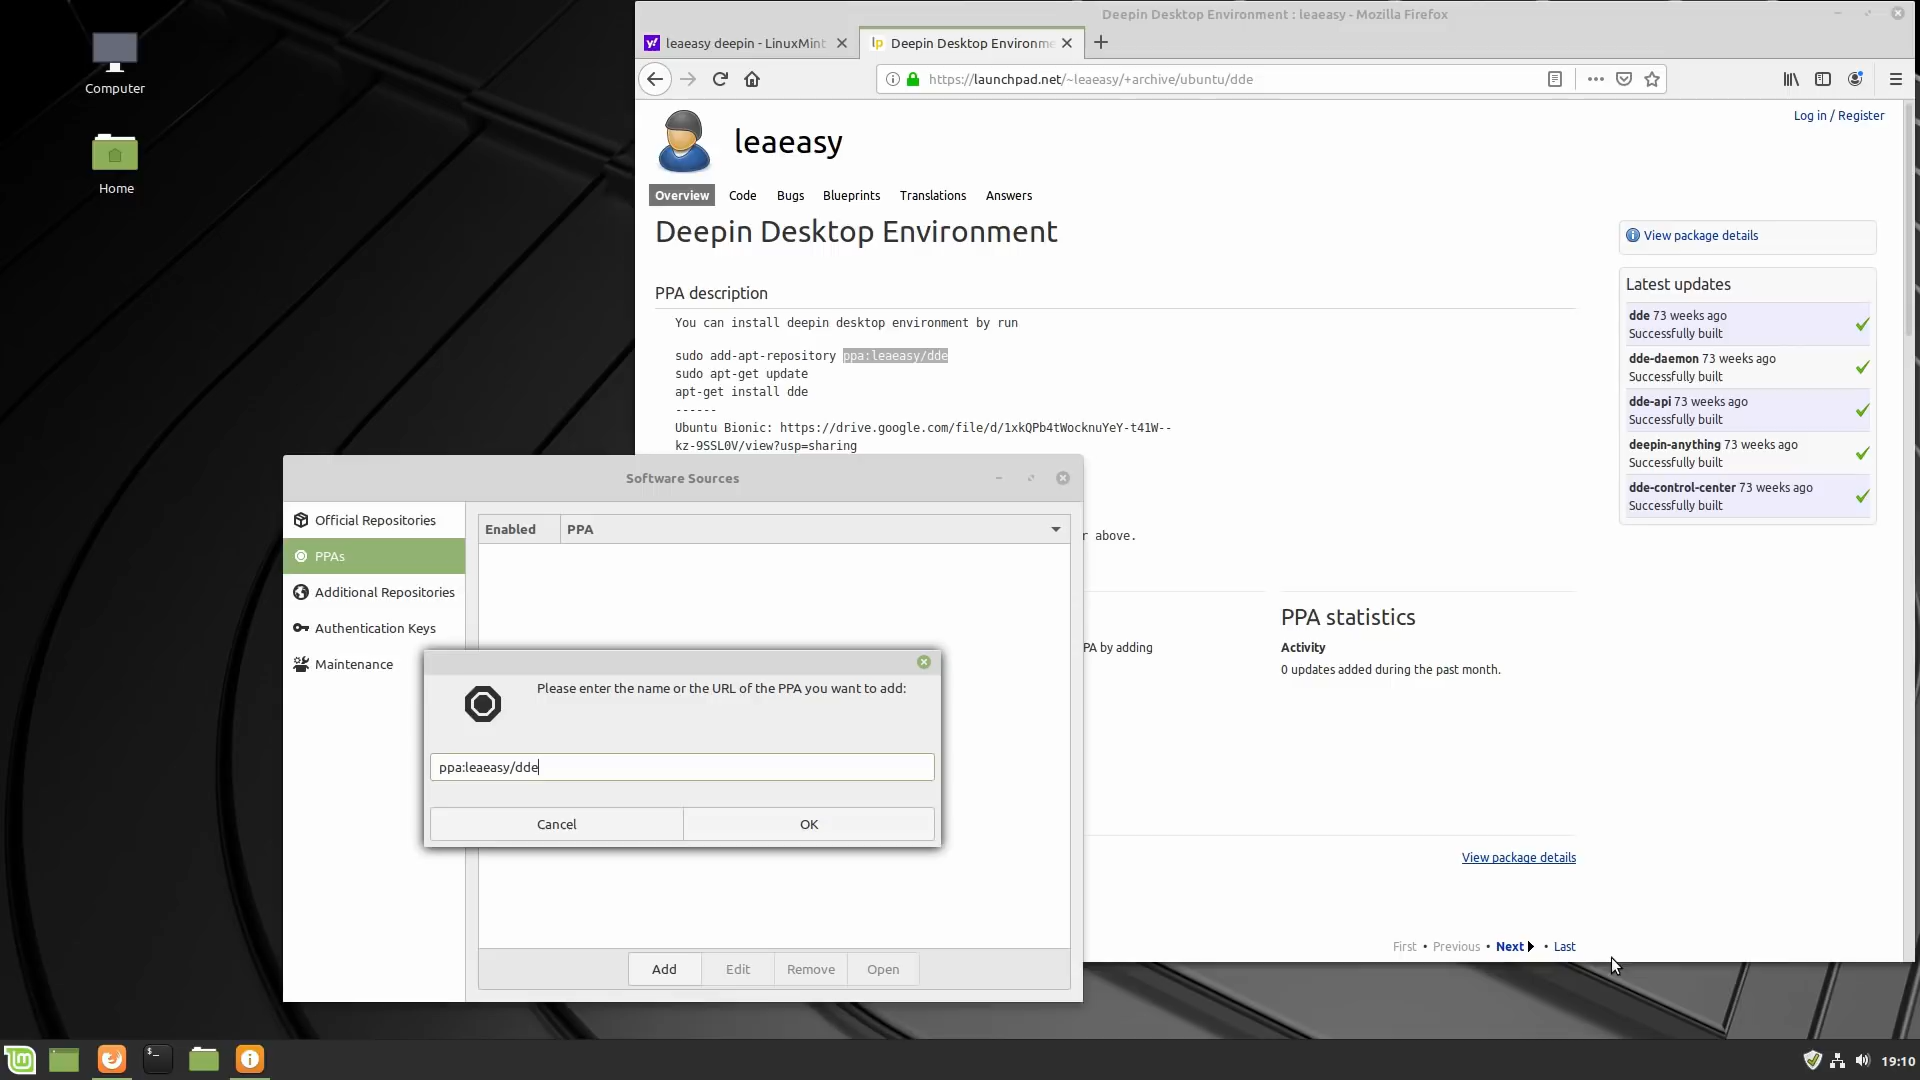 Computer
Home
Deepin Desktop Environment : leaeasy - Mozilla Firefox
leaeasy deepin - LinuxMint
Deepin Desktop Environme
https://launchpad.net/~leaeasy/+archive/ubuntu/dde
Log in / Register
leaeasy
Overview Code Bugs Blueprints Translations Answers
Deepin Desktop Environment
PPA description
You can install deepin desktop environment by run
sudo add-apt-repository ppa:leaeasy/dde
sudo apt-get update
apt-get install dde
------
Ubuntu Bionic: https://drive.google.com/file/d/1xkQPb4tWocknuYeY-t41W--
kz-9SSL0V/view?usp=sharing
r above.
PA by adding
PPA statistics
Activity
0 updates added during the past month.
View package details
First • Previous • Next • Last
View package details
Latest updates
dde 73 weeks ago
Successfully built
dde-daemon 73 weeks ago
Successfully built
dde-api 73 weeks ago
Successfully built
deepin-anything 73 weeks ago
Successfully built
dde-control-center 73 weeks ago
Successfully built
Software Sources
Official Repositories
PPAs
Additional Repositories
Authentication Keys
Maintenance
Enabled PPA
Please enter the name or the URL of the PPA you want to add:
ppa:leaeasy/dde
Cancel OK
Add Edit Remove Open
19:10